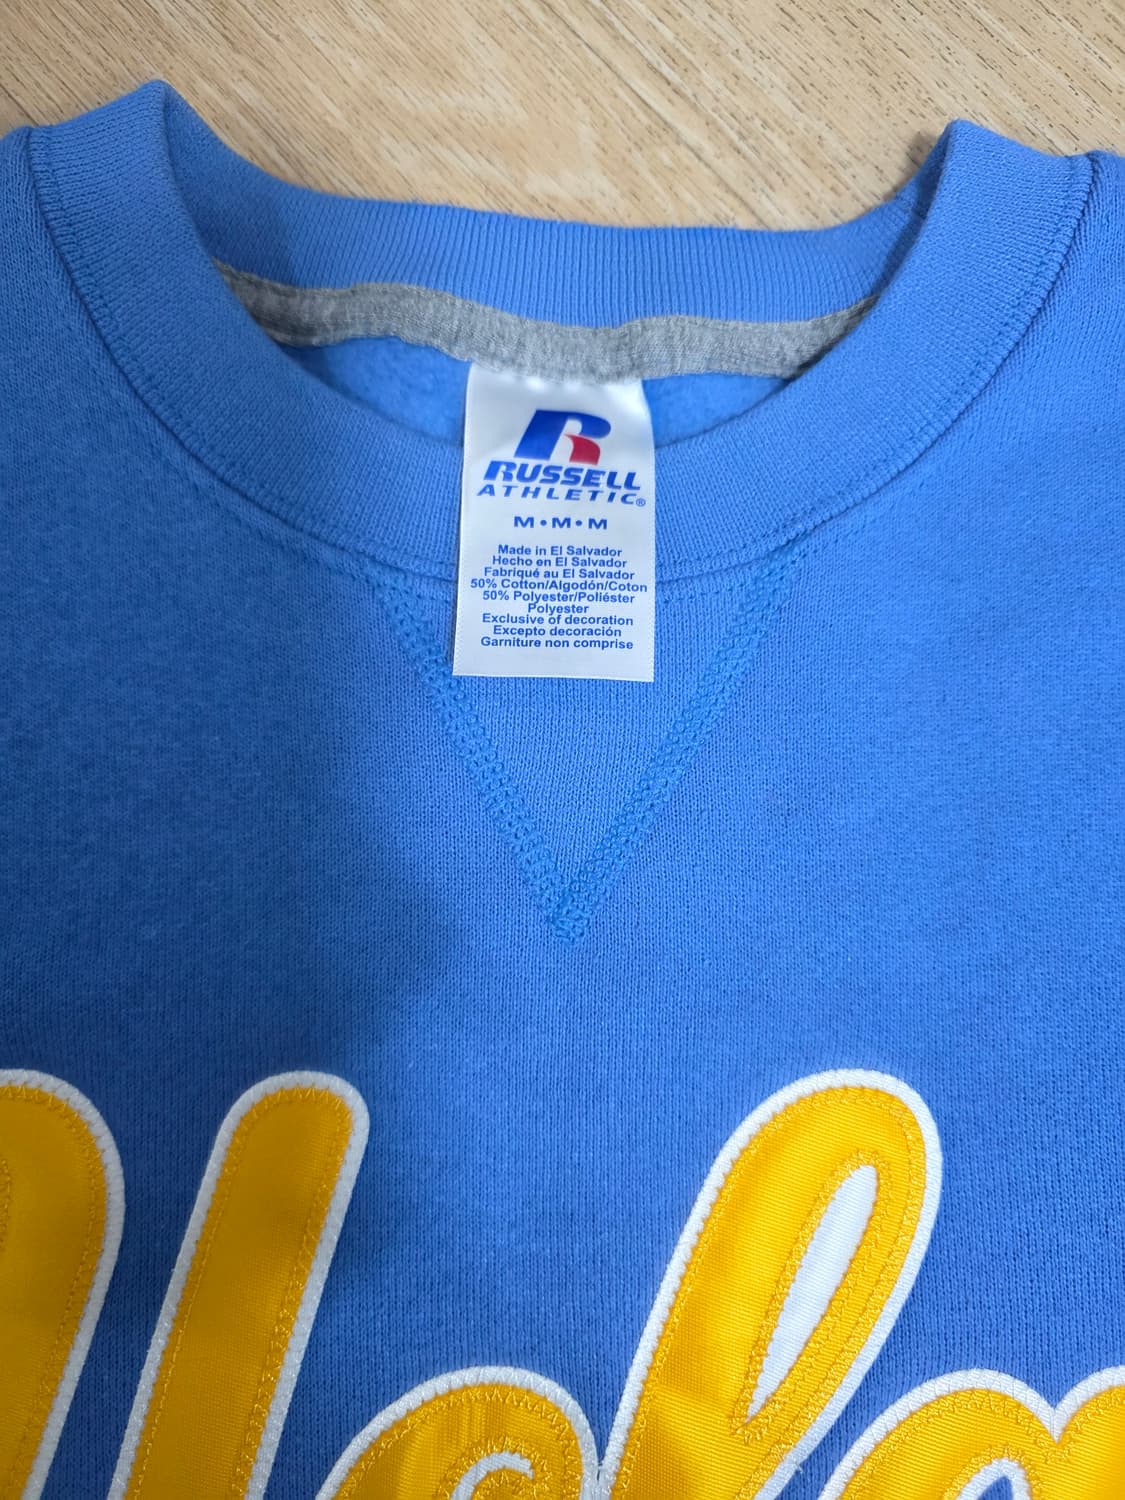 R
RUSSELL
ATHLETIC®
M•M•M
Made in El Salvador
Hecho en El Salvador
Fabriqué au El Salvador
50% Cotton/Algodón/Coton
50% Polyester/Poliéster
Polyester
Exclusive of decoration
Excepto decoración
Garniture non comprise